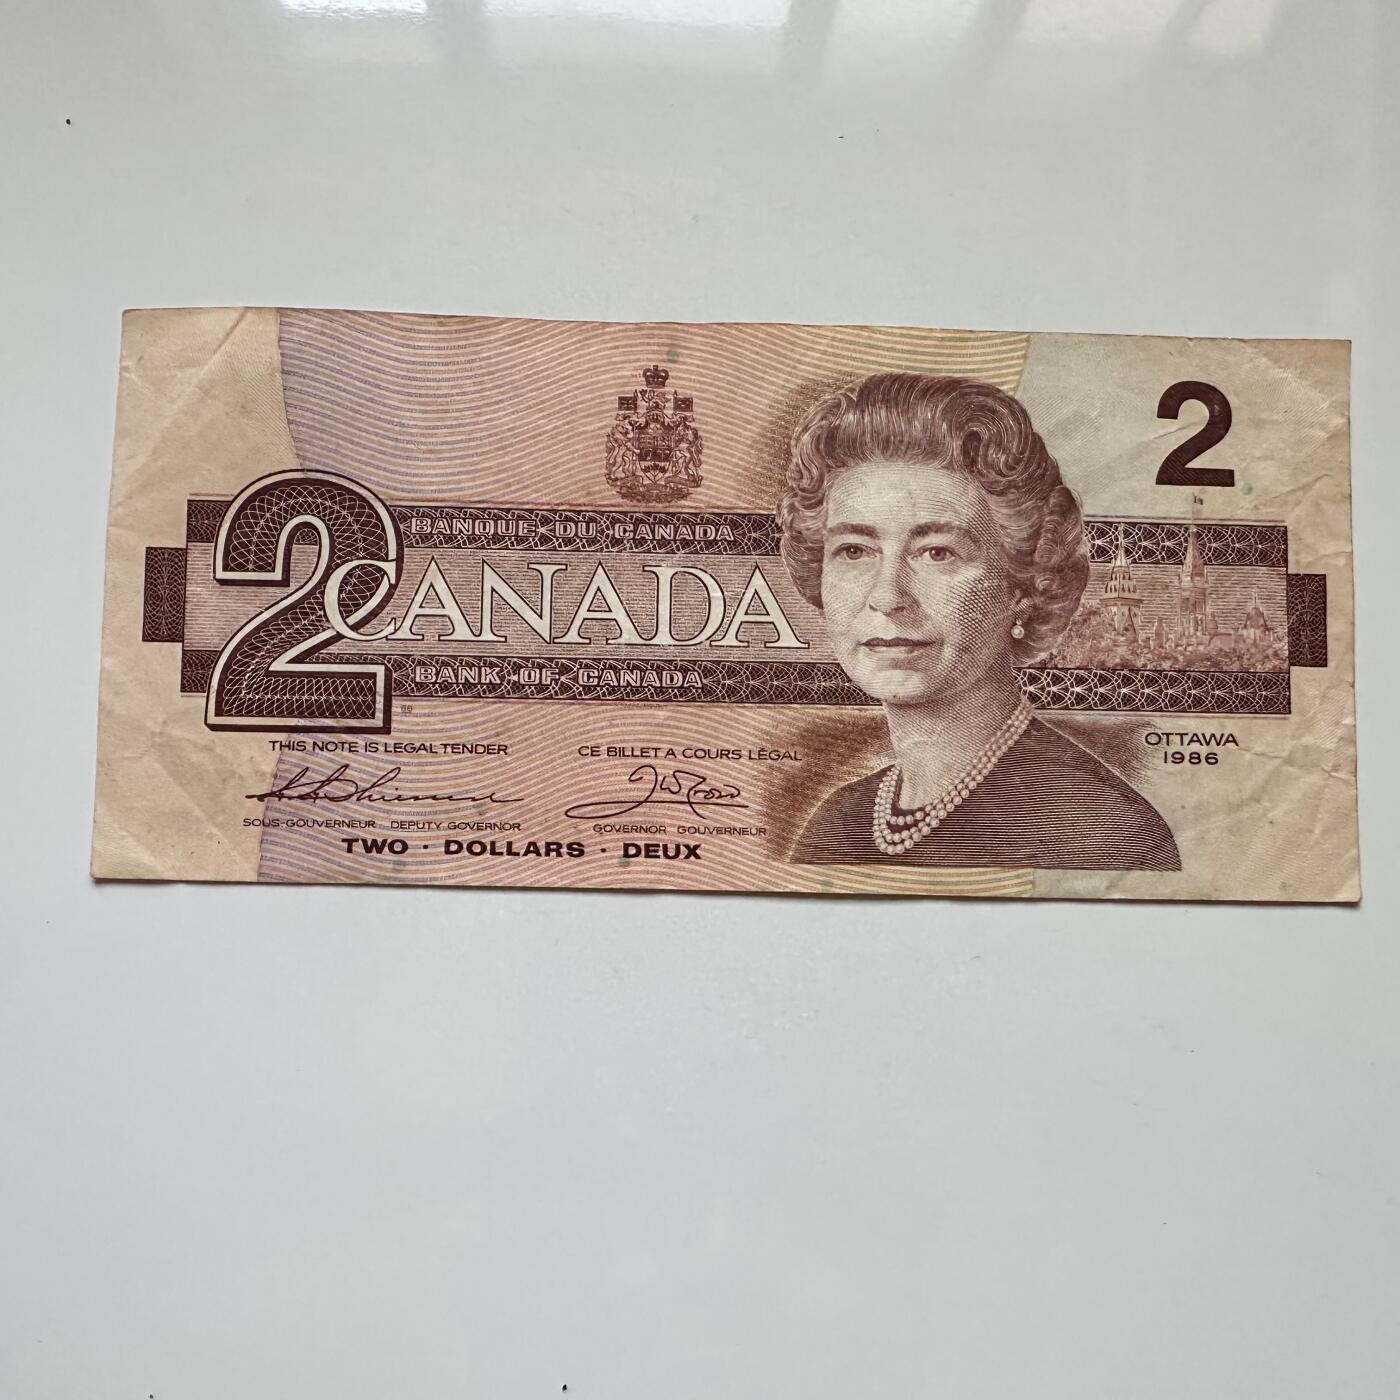 2
BANQUE DU CANADA
2
CANADA
BANK OF CANADA
THIS NOTE IS LEGAL TENDER
CE BILLET A COURS LÉGAL
OTTAWA
1986
SOUS-GOUVERNEUR DEPUTY GOVERNOR
GOVERNOR GOUVERNEUR
TWO · DOLLARS · DEUX